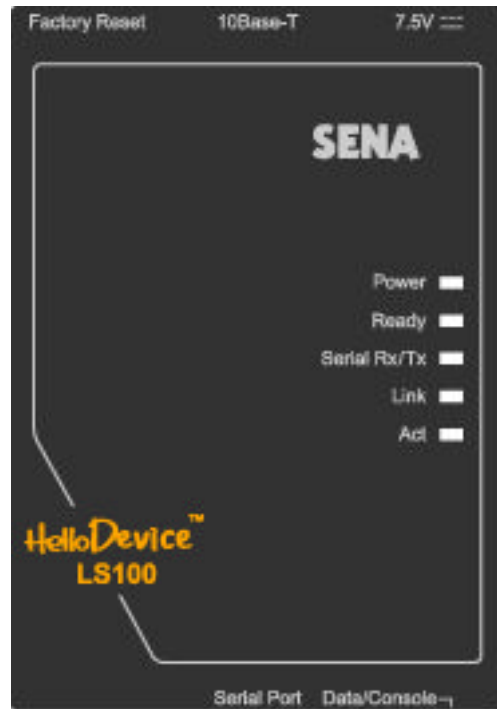 Factory Reset 10Base-T 7.5V
SENA
Power
Ready
Serial Rx/Tx
Link
Act
HelloDevice™
LS100
Serial Port Data/Console